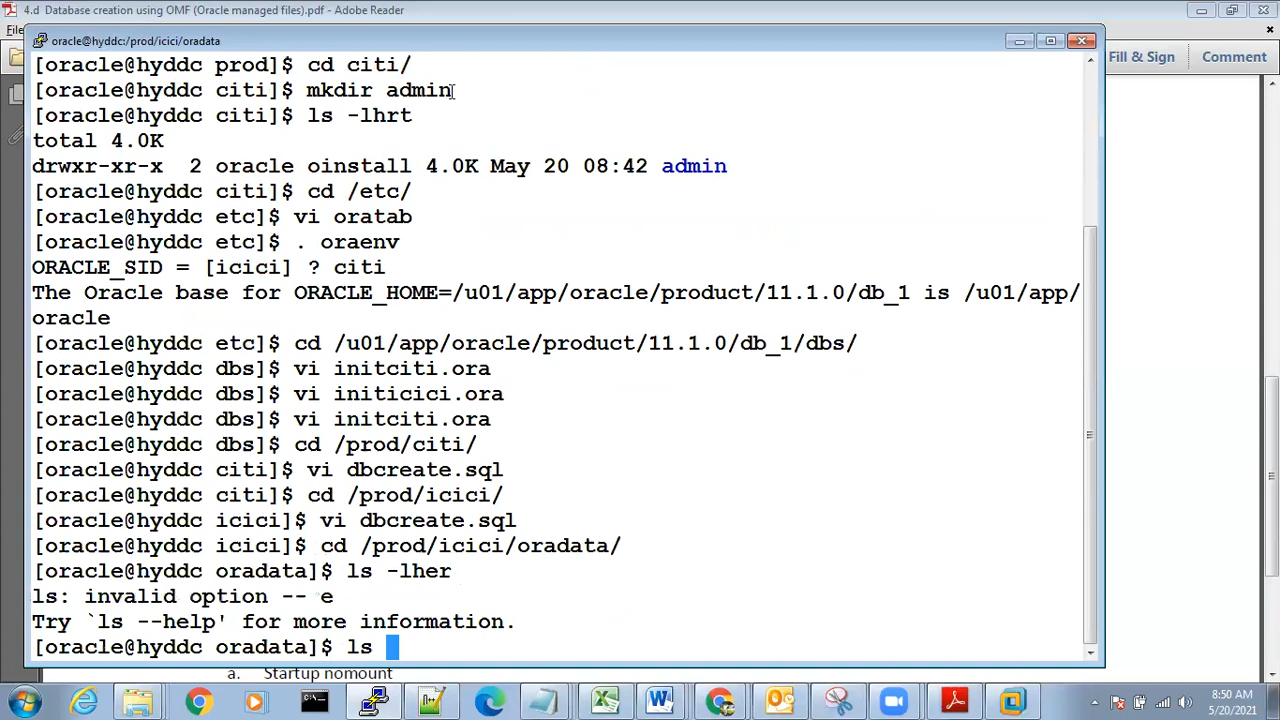 4.d Database creation using OMF (Oracle managed files).pdf - Adobe Reader
Fil
oracle@hyddc:/prod/icici/oradata
Fill & Sign
Comment
[oracle@hyddc prod]$ cd citi/
[oracle@hyddc citi]$ mkdir admin
[oracle@hyddc citi]$ ls -lhrt
total 4.0K
drwxr-xr-x  2 oracle oinstall 4.0K May 20 08:42 admin
[oracle@hyddc citi]$ cd /etc/
[oracle@hyddc etc]$ vi oratab
[oracle@hyddc etc]$ . oraenv
ORACLE_SID = [icici] ? citi
The Oracle base for ORACLE_HOME=/u01/app/oracle/product/11.1.0/db_1 is /u01/app/
oracle
[oracle@hyddc etc]$ cd /u01/app/oracle/product/11.1.0/db_1/dbs/
[oracle@hyddc dbs]$ vi initciti.ora
[oracle@hyddc dbs]$ vi initicici.ora
[oracle@hyddc dbs]$ vi initciti.ora
[oracle@hyddc dbs]$ cd /prod/citi/
[oracle@hyddc citi]$ vi dbcreate.sql
[oracle@hyddc citi]$ cd /prod/icici/
[oracle@hyddc icici]$ vi dbcreate.sql
[oracle@hyddc icici]$ cd /prod/icici/oradata/
[oracle@hyddc oradata]$ ls -lher
ls: invalid option -- e
Try `ls --help' for more information.
[oracle@hyddc oradata]$ ls
a. Startup nomount
8:50 AM
5/20/2021